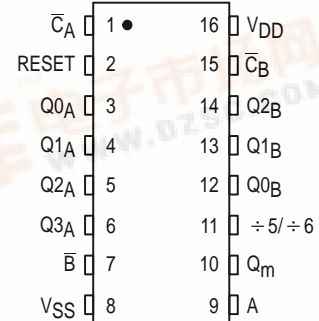 C̅A 1 16 VDD
RESET 2 15 C̅B
Q0A 3 14 Q2B
Q1A 4 13 Q1B
Q2A 5 12 Q0B
Q3A 6 11 ÷5/÷6
B̅ 7 10 Qm
VSS 8 9 A